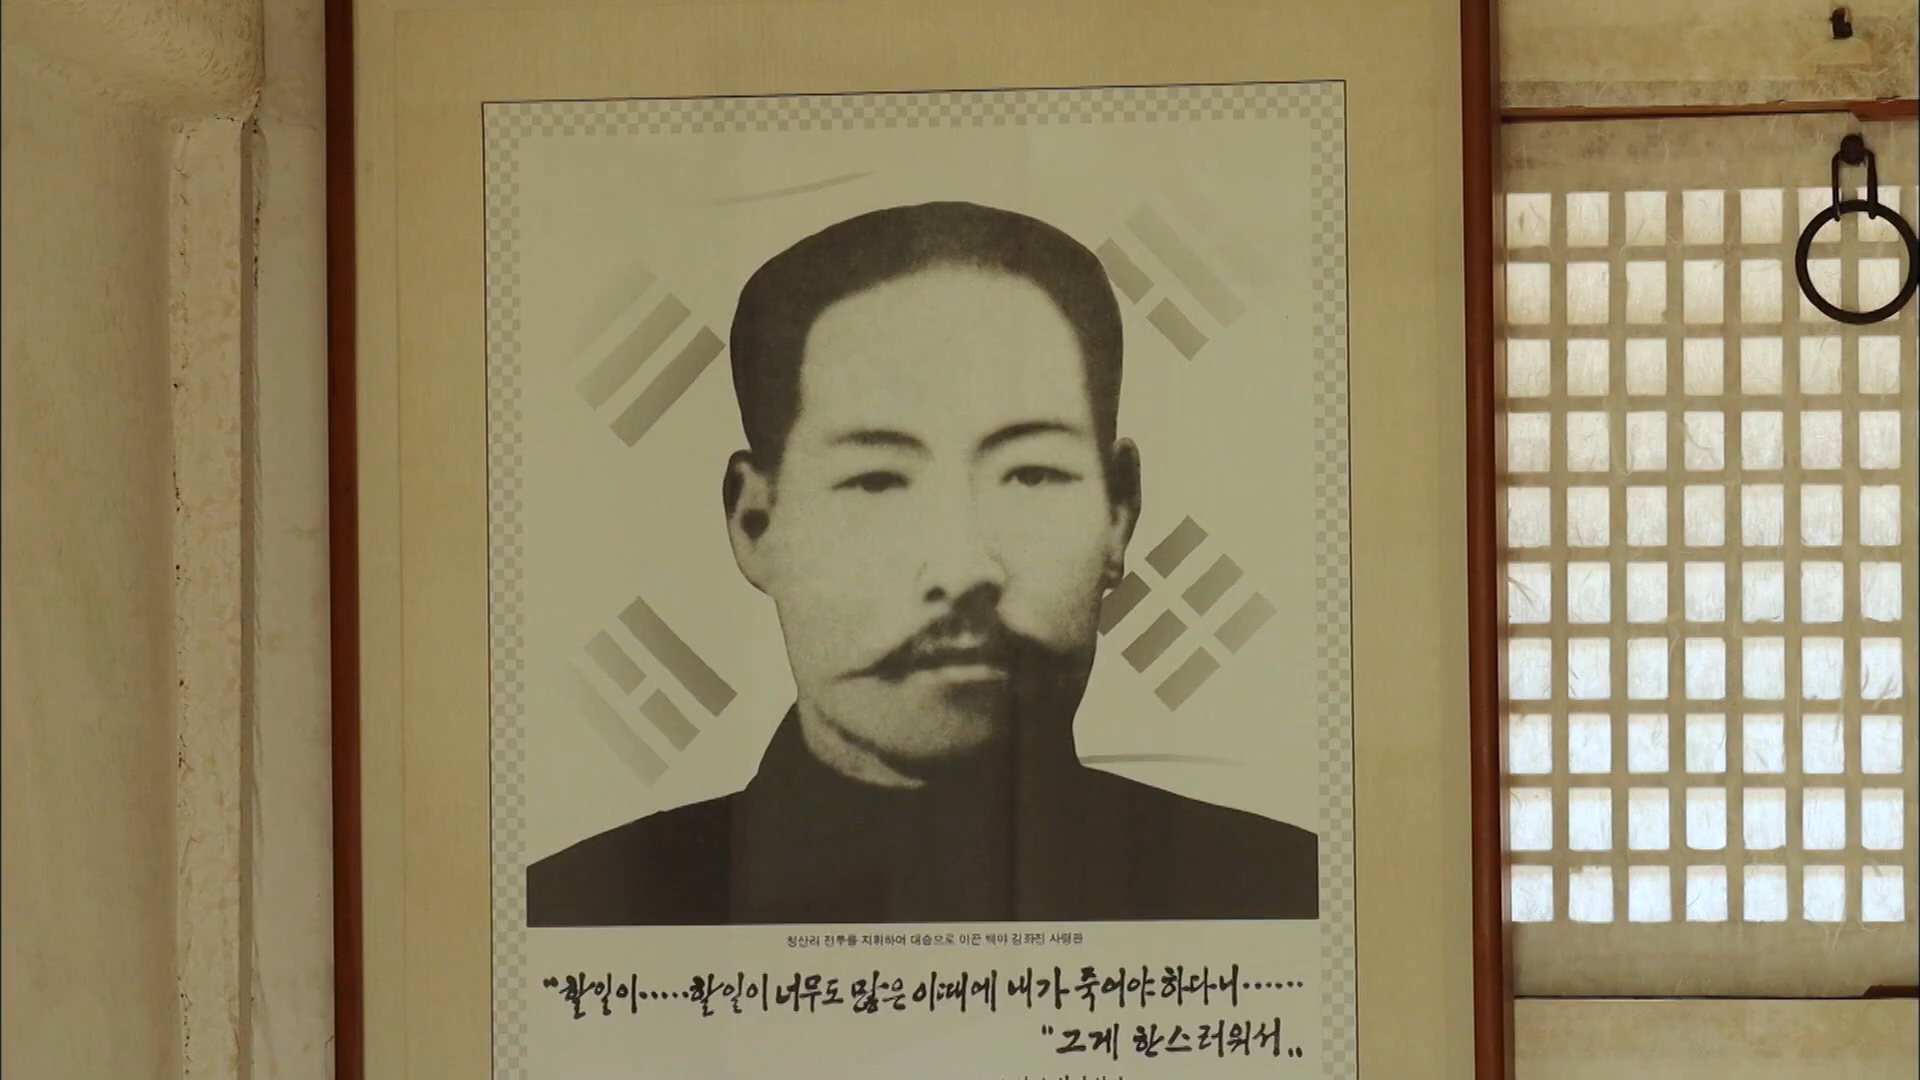 청산리 전투를 지휘하여 대승으로 이끈 백야 김좌진 사령관
"할일이·····할일이 너무도 많은 이때에 내가 죽어야 하다니······
"그게 한스러워서„